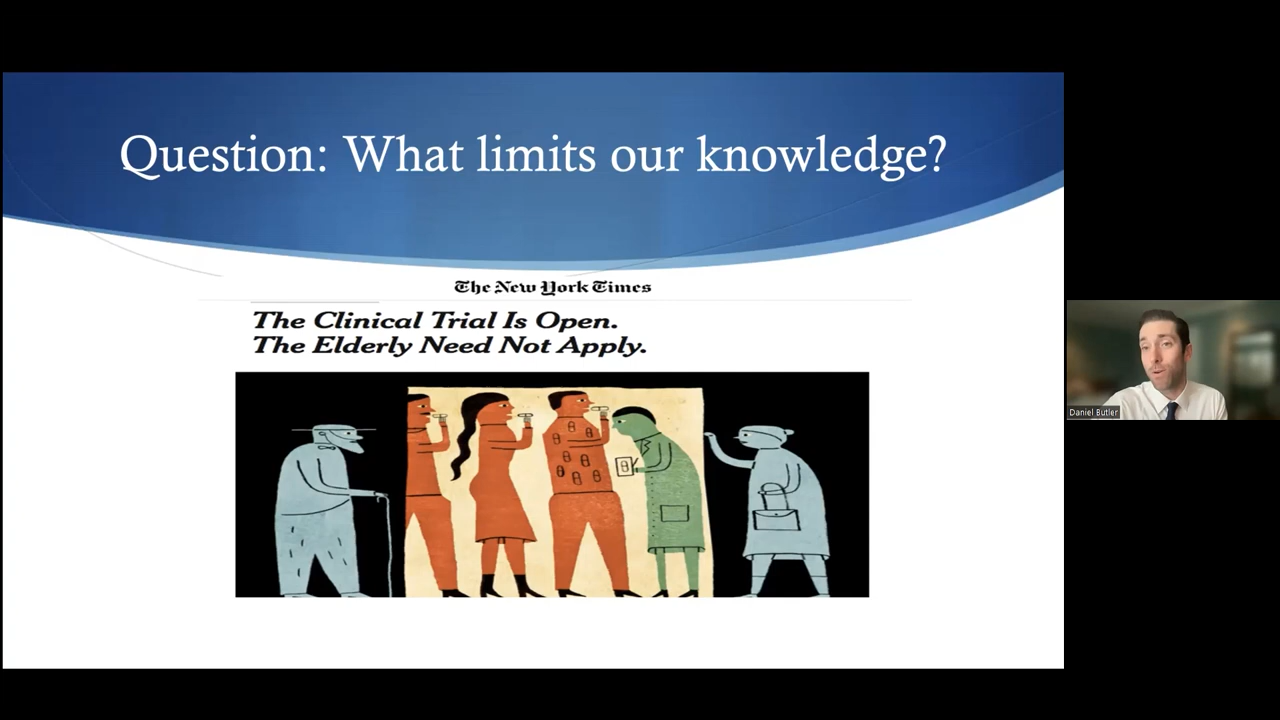 Question: What limits our knowledge?
The New York Times
The Clinical Trial Is Open.
The Elderly Need Not Apply.
Daniel Butler